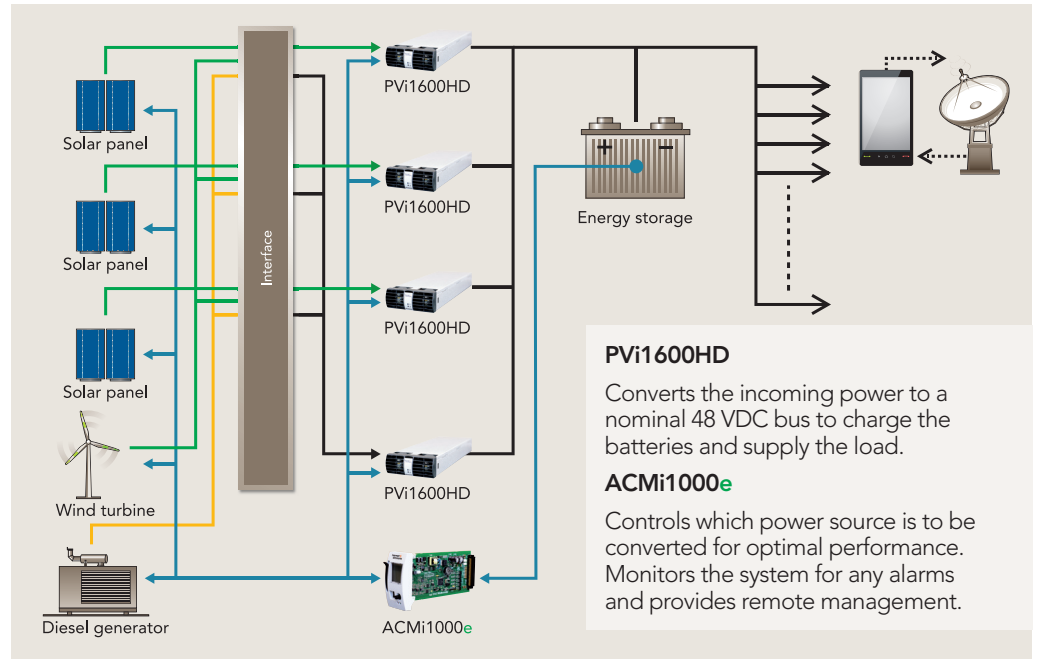 PVi1600HD
Solar panel
PVi1600HD
Energy storage
Solar panel
Interface
PVi1600HD
Solar panel
PVi1600HD
Wind turbine
Diesel generator
ACMi1000e
+
−
PVi1600HD
Converts the incoming power to a
nominal 48 VDC bus to charge the
batteries and supply the load.
ACMi1000e
Controls which power source is to be
converted for optimal performance.
Monitors the system for any alarms
and provides remote management.